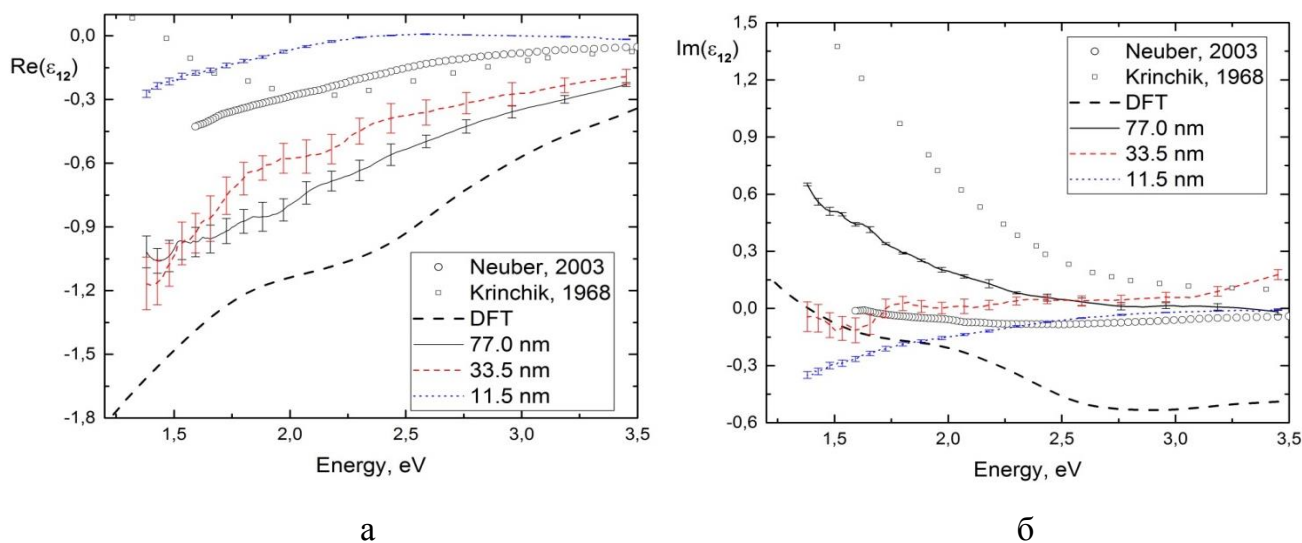 0,0
-0,3
-0,6
-0,9
-1,2
-1,5
-1,8
Re(ε₁₂)
1,5 2,0 2,5 3,0 3,5
Energy, eV
Neuber, 2003
Krinchik, 1968
DFT
77.0 nm
33.5 nm
11.5 nm
а
1,5
1,2
0,9
0,6
0,3
0,0
-0,3
-0,6
Im(ε₁₂)
1,5 2,0 2,5 3,0 3,5
Energy, eV
Neuber, 2003
Krinchik, 1968
DFT
77.0 nm
33.5 nm
11.5 nm
б